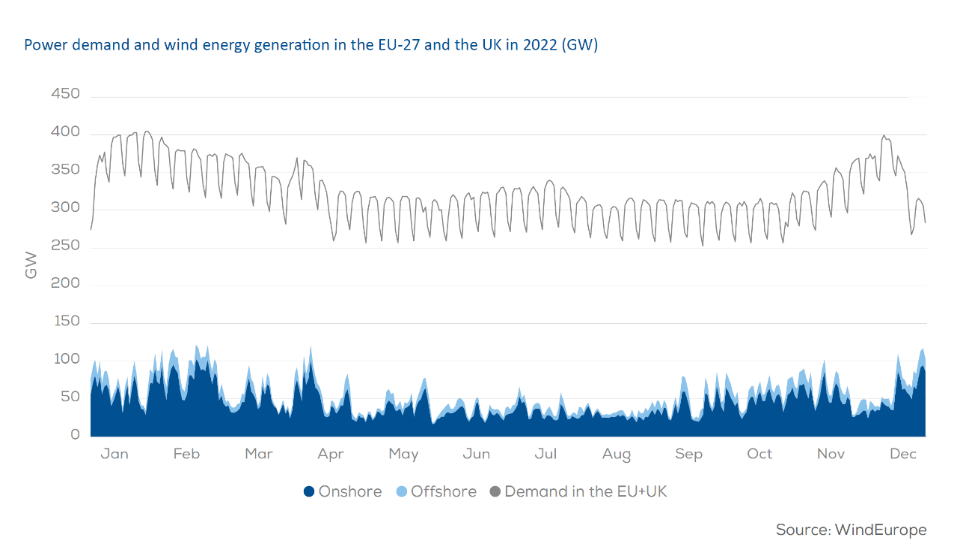 Power demand and wind energy generation in the EU-27 and the UK in 2022 (GW)
450
400
350
300
250
200
150
100
50
0
GW
Jan Feb Mar Apr May Jun Jul Aug Sep Oct Nov Dec
Onshore Offshore Demand in the EU+UK
Source: WindEurope